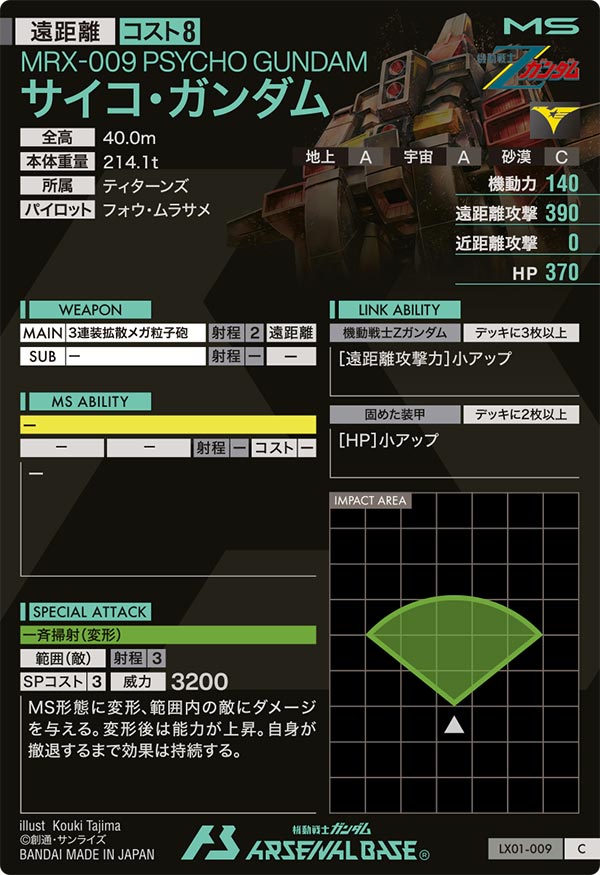 遠距離 コスト8 MS
MRX-009 PSYCHO GUNDAM
サイコ・ガンダム
機動戦士Ζガンダム
全高 40.0m
本体重量 214.1t
所属 ティターンズ
パイロット フォウ・ムラサメ
地上 A 宇宙 A 砂漠 C
機動力 140
遠距離攻撃 390
近距離攻撃 0
HP 370
WEAPON
MAIN 3連装拡散メガ粒子砲 射程 2 遠距離
SUB — 射程 — —
MS ABILITY
—
— — 射程 — コスト —
—
SPECIAL ATTACK
一斉掃射(変形)
範囲(敵) 射程 3
SPコスト 3 威力 3200
MS形態に変形、範囲内の敵にダメージ
を与える。変形後は能力が上昇。自身が
撤退するまで効果は持続する。
LINK ABILITY
機動戦士Zガンダム デッキに3枚以上
[遠距離攻撃力]小アップ
固めた装甲 デッキに2枚以上
[HP]小アップ
IMPACT AREA
illust Kouki Tajima
©創通・サンライズ
BANDAI MADE IN JAPAN
機動戦士ガンダム
ARSENAL BASE®
LX01-009 C